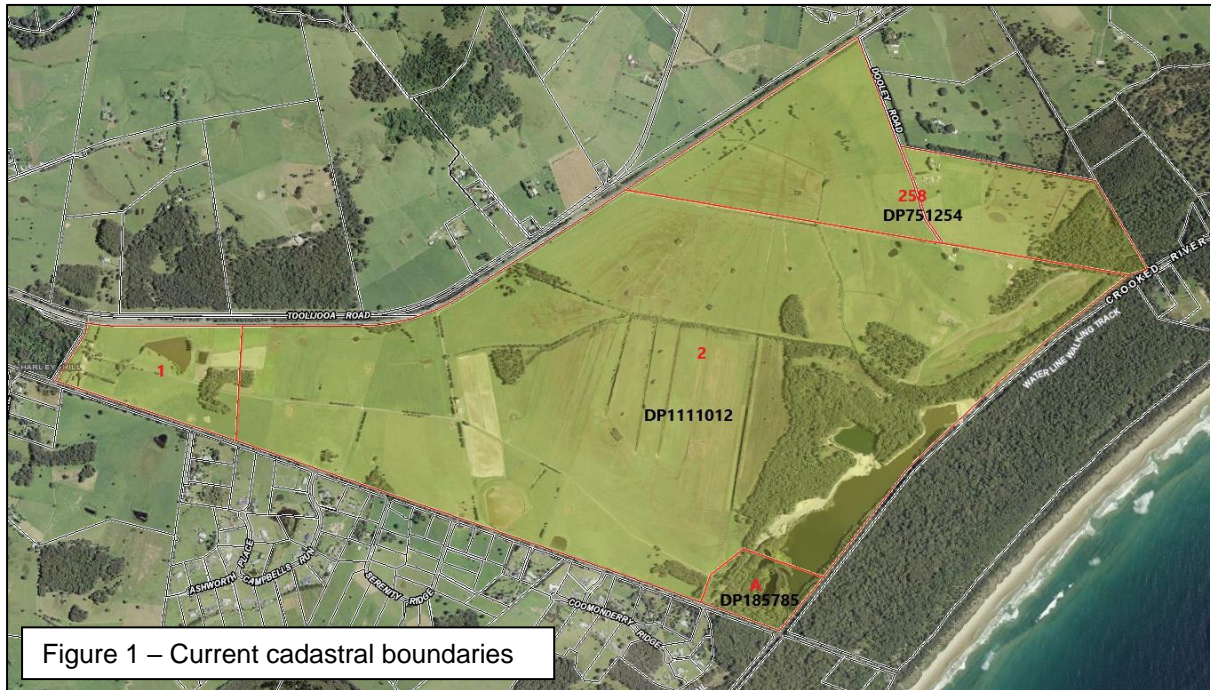 DOOLEY ROAD
258
DP751254
CROOKED RIVER
WATER LINE WALKING TRACK
TOOLIJOOA ROAD
HARLEY HILL
1
2
DP1111012
A
DP185785
ASHWORTH PLACE
CAMPBELLS RUN
SERENITY RIDGE
COOMONDERRY RIDGE
Figure 1 – Current cadastral boundaries